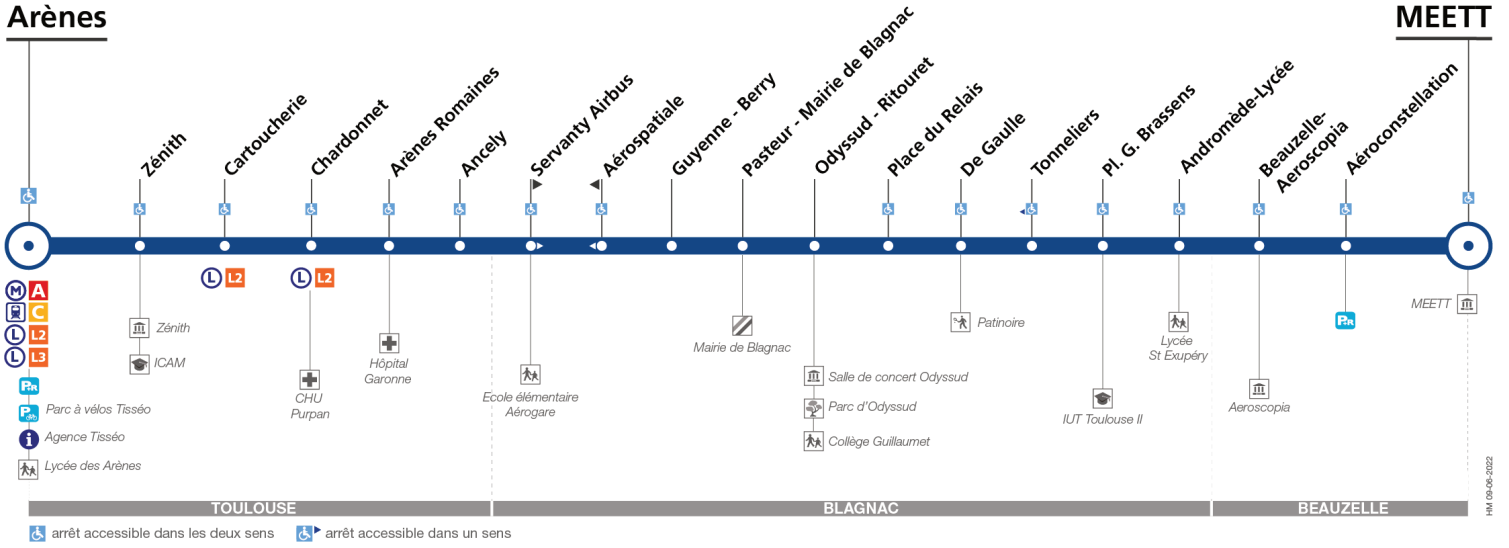 Arènes
MEETT
Zénith
Cartoucherie
Chardonnet
Arènes Romaines
Ancely
Servanty Airbus
Aérospatiale
Guyenne - Berry
Pasteur - Mairie de Blagnac
Odyssud - Ritouret
Place du Relais
De Gaulle
Tonneliers
Pl. G. Brassens
Andromède-Lycée
Beauzelle-
Aeroscopia
Aéroconstellation
M A
C
L L2
L L3
P+R
P
Parc à vélos Tisséo
i Agence Tisséo
Lycée des Arènes
Zénith
ICAM
L L2
L L2
CHU
Purpan
Hôpital
Garonne
Ecole élémentaire
Aérogare
Mairie de Blagnac
Salle de concert Odyssud
Parc d'Odyssud
Collège Guillaumet
Patinoire
IUT Toulouse II
Lycée
St Exupéry
Aeroscopia
P+R
MEETT
TOULOUSE
BLAGNAC
BEAUZELLE
arrêt accessible dans les deux sens
arrêt accessible dans un sens
HM 09-06-2022